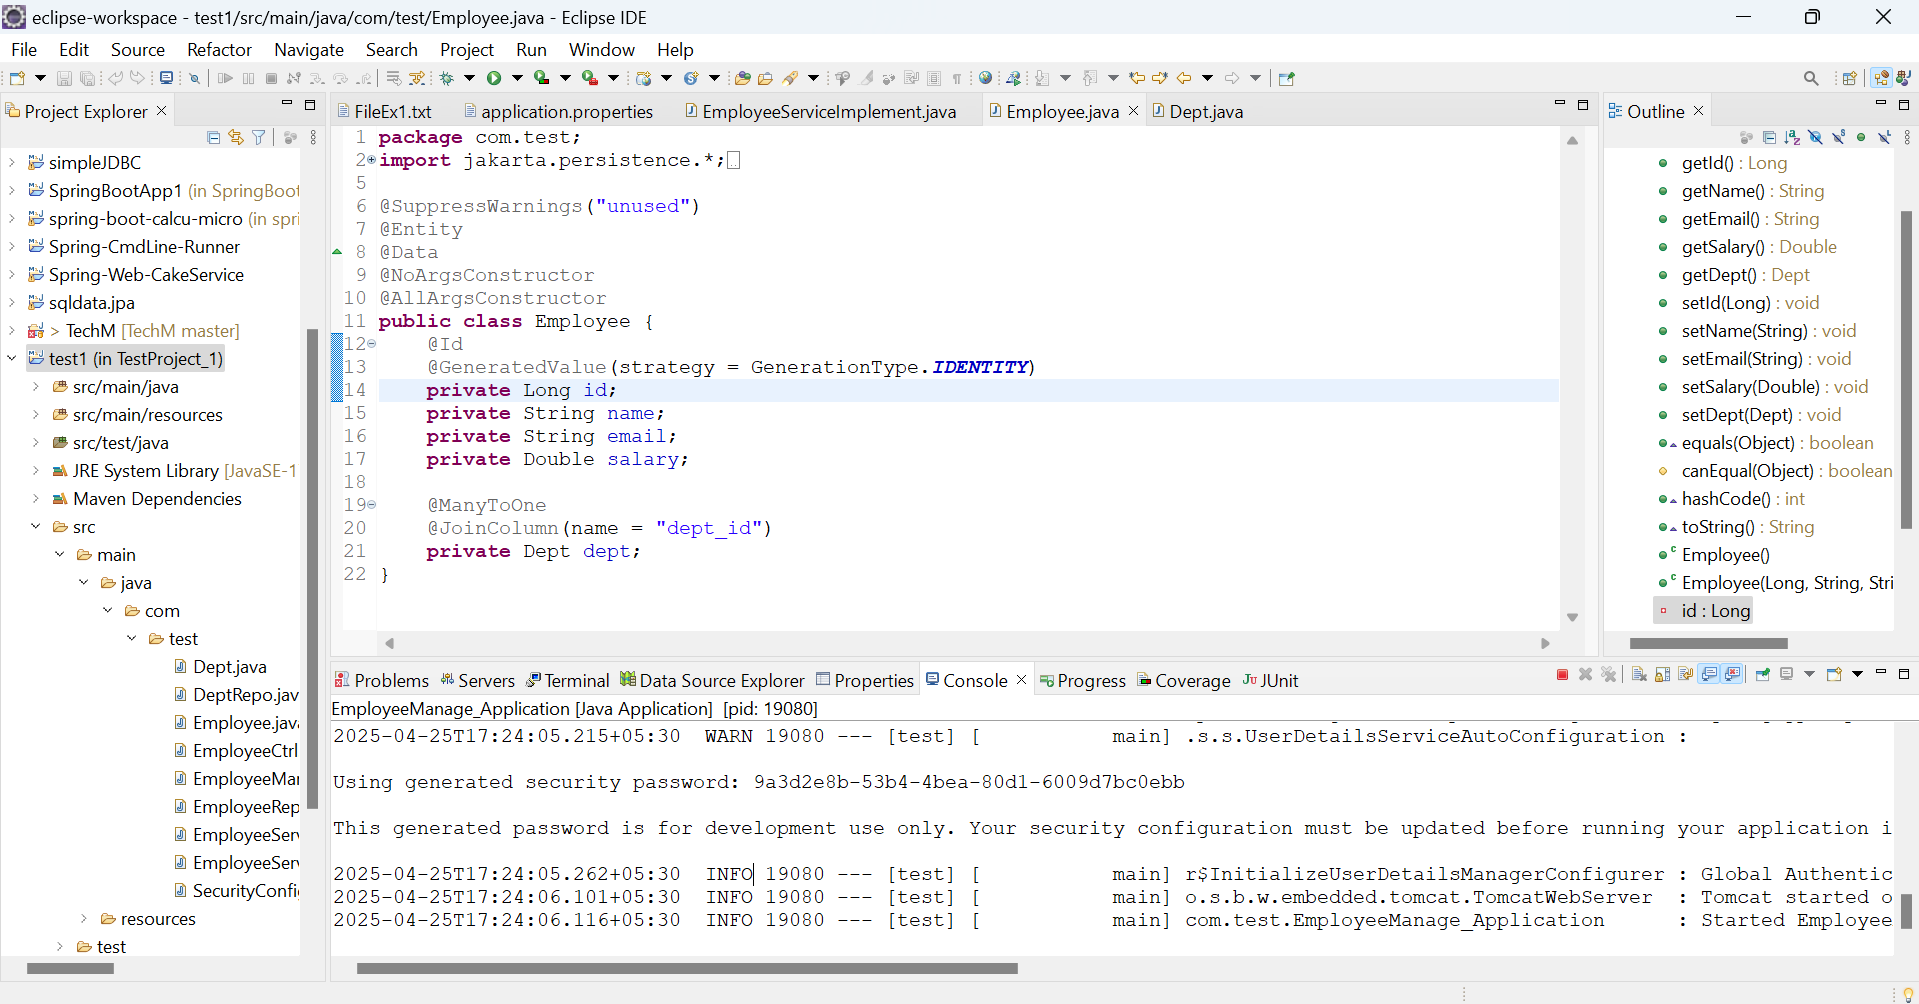 eclipse-workspace - test1/src/main/java/com/test/Employee.java - Eclipse IDE
File Edit Source Refactor Navigate Search Project Run Window Help
Project Explorer
simpleJDBC
SpringBootApp1 (in SpringBoot
spring-boot-calcu-micro (in spri
Spring-CmdLine-Runner
Spring-Web-CakeService
sqldata.jpa
> TechM [TechM master]
test1 (in TestProject_1)
src/main/java
src/main/resources
src/test/java
JRE System Library [JavaSE-1
Maven Dependencies
src
main
java
com
test
Dept.java
DeptRepo.jav
Employee.java
EmployeeCtrl
EmployeeMan
EmployeeRep
EmployeeServ
EmployeeServ
SecurityConfi
resources
test
FileEx1.txt application.properties EmployeeServiceImplement.java Employee.java Dept.java
1 package com.test;
2 import jakarta.persistence.*;
5
6 @SuppressWarnings("unused")
7 @Entity
8 @Data
9 @NoArgsConstructor
10 @AllArgsConstructor
11 public class Employee {
12 @Id
13 @GeneratedValue(strategy = GenerationType.IDENTITY)
14 private Long id;
15 private String name;
16 private String email;
17 private Double salary;
18
19 @ManyToOne
20 @JoinColumn(name = "dept_id")
21 private Dept dept;
22 }
Outline
getId() : Long
getName() : String
getEmail() : String
getSalary() : Double
getDept() : Dept
setId(Long) : void
setName(String) : void
setEmail(String) : void
setSalary(Double) : void
setDept(Dept) : void
equals(Object) : boolean
canEqual(Object) : boolean
hashCode() : int
toString() : String
Employee()
Employee(Long, String, Stri
id : Long
Problems Servers Terminal Data Source Explorer Properties Console Progress Coverage JUnit
EmployeeManage_Application [Java Application] [pid: 19080]
2025-04-25T17:24:05.215+05:30 WARN 19080 --- [test] [ main] .s.s.UserDetailsServiceAutoConfiguration :
Using generated security password: 9a3d2e8b-53b4-4bea-80d1-6009d7bc0ebb
This generated password is for development use only. Your security configuration must be updated before running your application i
2025-04-25T17:24:05.262+05:30 INFO 19080 --- [test] [ main] r$InitializeUserDetailsManagerConfigurer : Global Authentic
2025-04-25T17:24:06.101+05:30 INFO 19080 --- [test] [ main] o.s.b.w.embedded.tomcat.TomcatWebServer : Tomcat started o
2025-04-25T17:24:06.116+05:30 INFO 19080 --- [test] [ main] com.test.EmployeeManage_Application : Started Employee